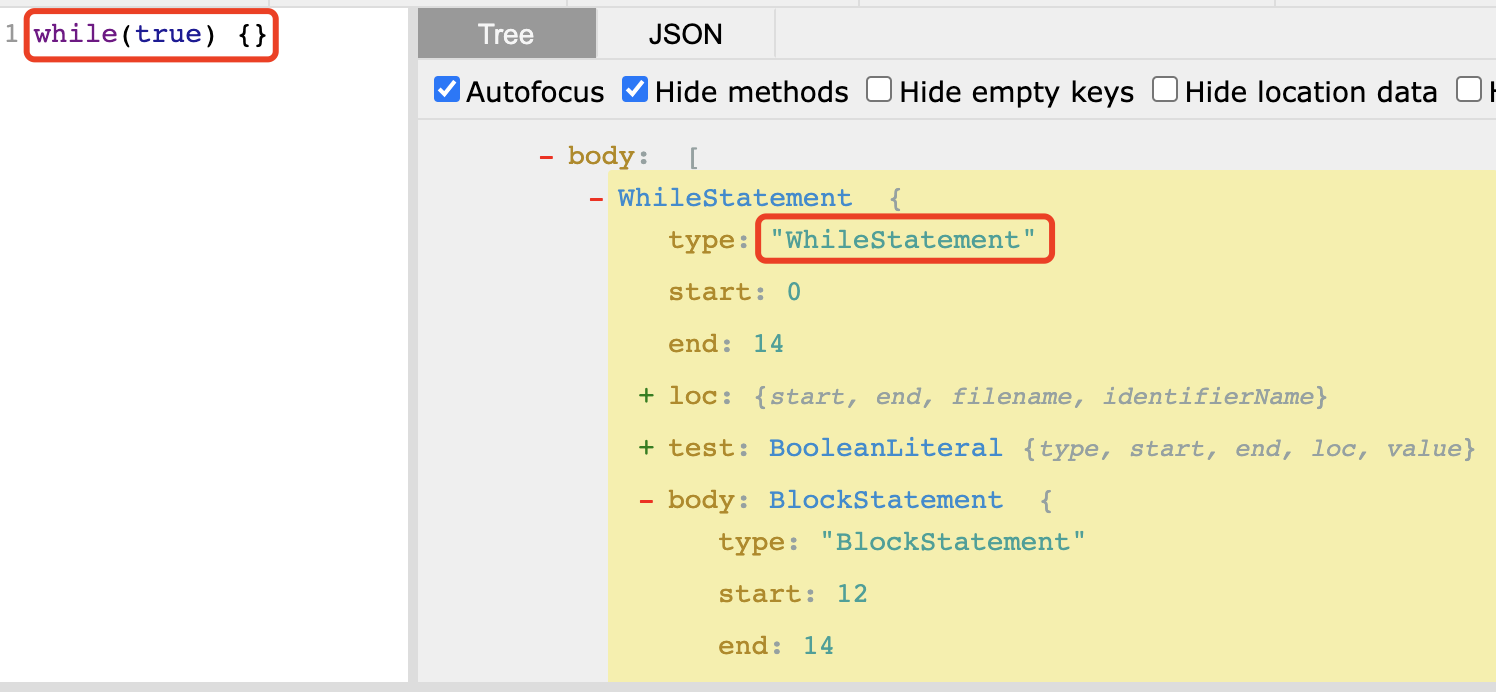 1 while(true) {}
Tree JSON
Autofocus Hide methods Hide empty keys Hide location data
- body: [
- WhileStatement {
type: "WhileStatement"
start: 0
end: 14
+ loc: {start, end, filename, identifierName}
+ test: BooleanLiteral {type, start, end, loc, value}
- body: BlockStatement {
type: "BlockStatement"
start: 12
end: 14